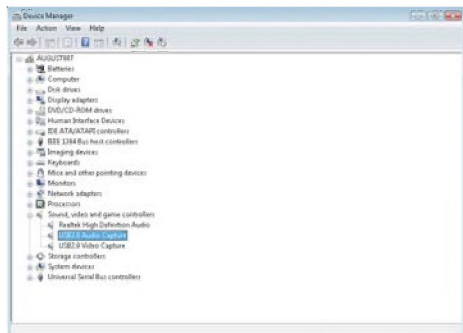 Device Manager
File Action View Help
Batteries
Computer
Disk drives
Display adapters
DVD/CD-ROM drives
Human Interface Devices
IDE ATA/ATAPI controllers
IEEE 1394 Bus host controllers
Imaging devices
Keyboards
Mice and other pointing devices
Monitors
Network adapters
Processors
Sound, video and game controllers
Realtek High Definition Audio
USB2.0 Audio Capture
USB2.0 Video Capture
Storage controllers
System devices
Universal Serial Bus controllers